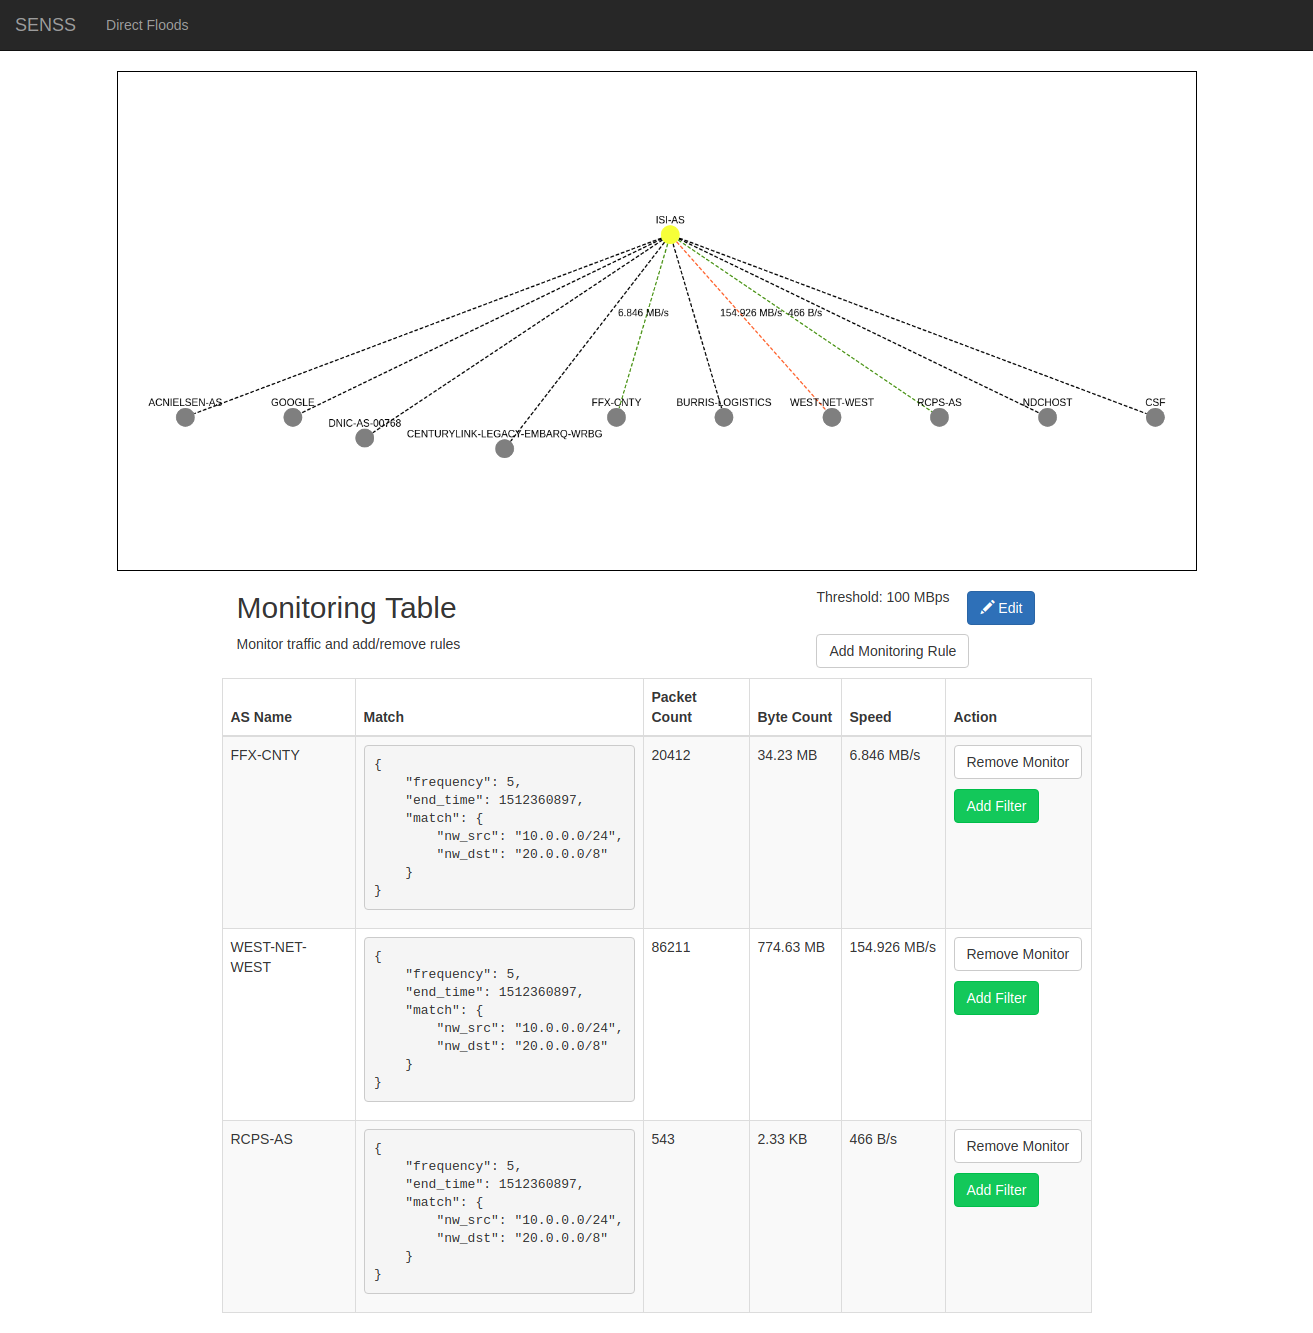 SENSS Direct Floods
ISI-AS
6.846 MB/s 154.926 MB/s 466 B/s
ACNIELSEN-AS GOOGLE FFX-CNTY BURRIS-LOGISTICS WEST-NET-WEST RCPS-AS NDCHOST CSF
DNIC-AS-00768
CENTURYLINK-LEGACY-EMBARQ-WRBG
Monitoring Table
Threshold: 100 MBps Edit
Monitor traffic and add/remove rules
Add Monitoring Rule
AS Name Match Packet Count Byte Count Speed Action
FFX-CNTY 20412 34.23 MB 6.846 MB/s Remove Monitor
{
    "frequency": 5,
    "end_time": 1512360897,
    "match": {
        "nw_src": "10.0.0.0/24",
        "nw_dst": "20.0.0.0/8"
    }
}
Add Filter
WEST-NET-
WEST
86211 774.63 MB 154.926 MB/s Remove Monitor
{
    "frequency": 5,
    "end_time": 1512360897,
    "match": {
        "nw_src": "10.0.0.0/24",
        "nw_dst": "20.0.0.0/8"
    }
}
Add Filter
RCPS-AS 543 2.33 KB 466 B/s Remove Monitor
{
    "frequency": 5,
    "end_time": 1512360897,
    "match": {
        "nw_src": "10.0.0.0/24",
        "nw_dst": "20.0.0.0/8"
    }
}
Add Filter